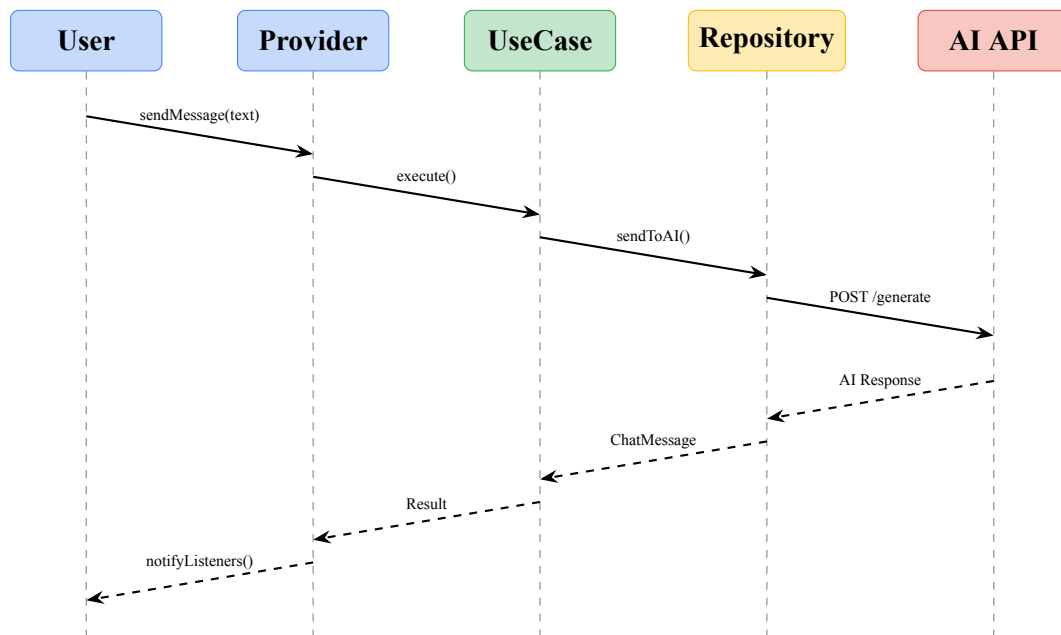 User
Provider
UseCase
Repository
AI API
sendMessage(text)
execute()
sendToAI()
POST /generate
AI Response
ChatMessage
Result
notifyListeners()